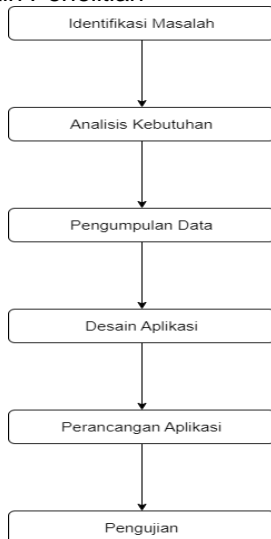 Identifikasi Masalah
Analisis Kebutuhan
Pengumpulan Data
Desain Aplikasi
Perancangan Aplikasi
Pengujian